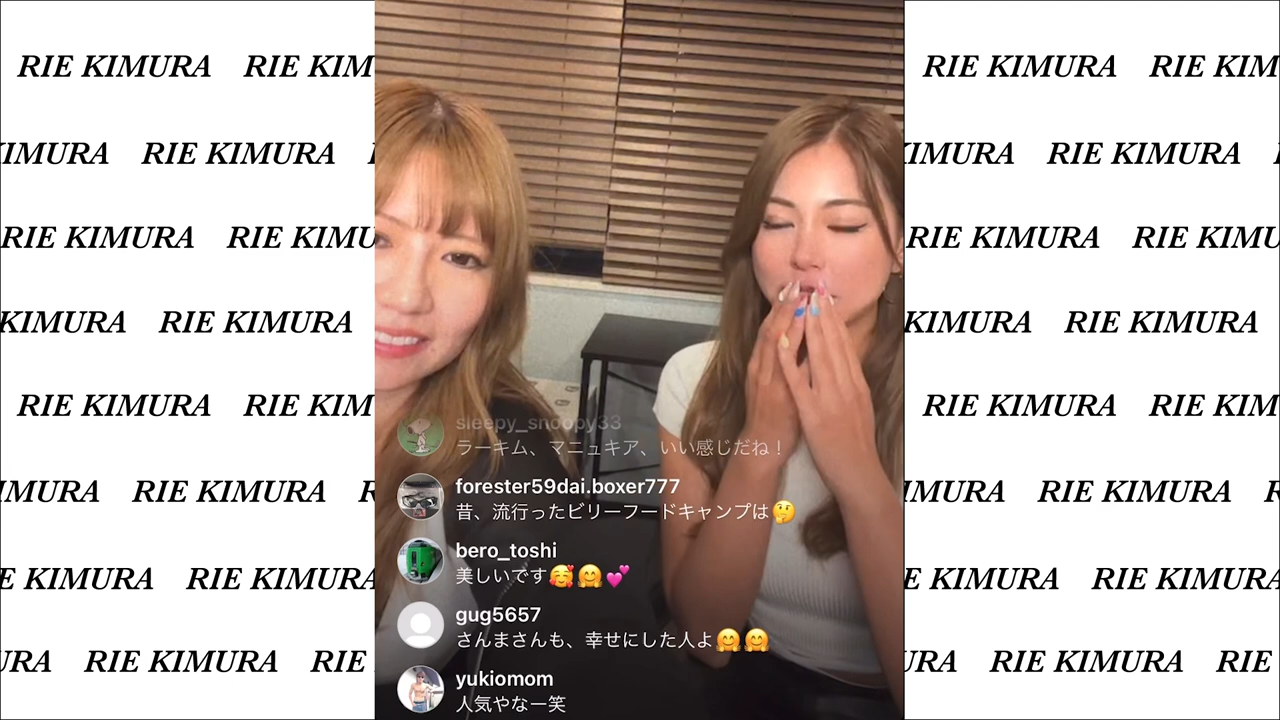 RIE KIMURA RIE KIM
RIE KIMURA RIE KIM
IMURA RIE KIMURA
IMURA RIE KIMURA
RIE KIMURA RIE KIMU
RIE KIMURA RIE KIMU
KIMURA RIE KIMURA
KIMURA RIE KIMURA
RIE KIMURA RIE KIM
RIE KIMURA RIE KIM
sleepy_snoopy33
ラーキム、マニュキア、いい感じだね！
forester59dai.boxer777
昔、流行ったビリーフードキャンプは🤔
IMURA RIE KIMURA R
IMURA RIE KIMURA R
bero_toshi
美しいです🥰🤗💕
E KIMURA RIE KIMURA
E KIMURA RIE KIMURA
gug5657
さんまさんも、幸せにした人よ🤗🤗
URA RIE KIMURA RIE
URA RIE KIMURA RIE
yukiomom
人気やなー笑